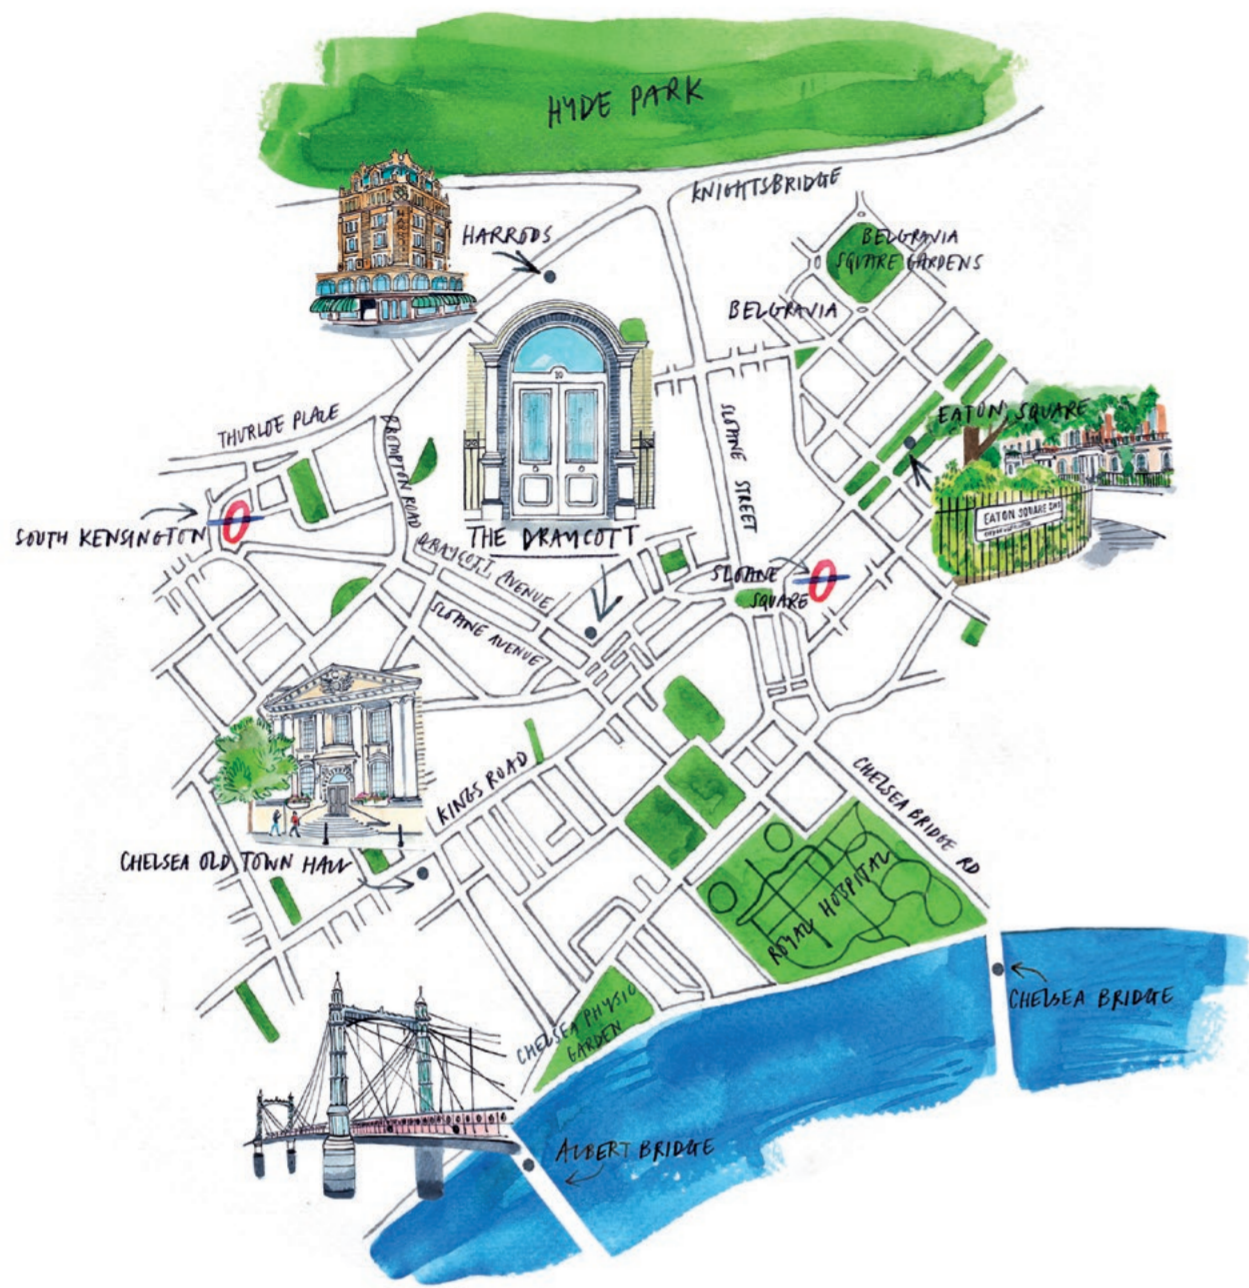 HYDE PARK
KNIGHTSBRIDGE
HARRODS
BELGRAVIA
SQUARE GARDENS
BELGRAVIA
THURLOE PLACE
BROMPTON ROAD
SLOANE STREET
EATON SQUARE
EATON SQUARE
SOUTH KENSINGTON
THE DRAYCOTT
10
DRAYCOTT AVENUE
SLOANE AVENUE
SLOANE
SQUARE
KINGS ROAD
CHELSEA BRIDGE RD
CHELSEA OLD TOWN HALL
ROYAL HOSPITAL
CHELSEA BRIDGE
CHELSEA PHYSIC
GARDEN
ALBERT BRIDGE